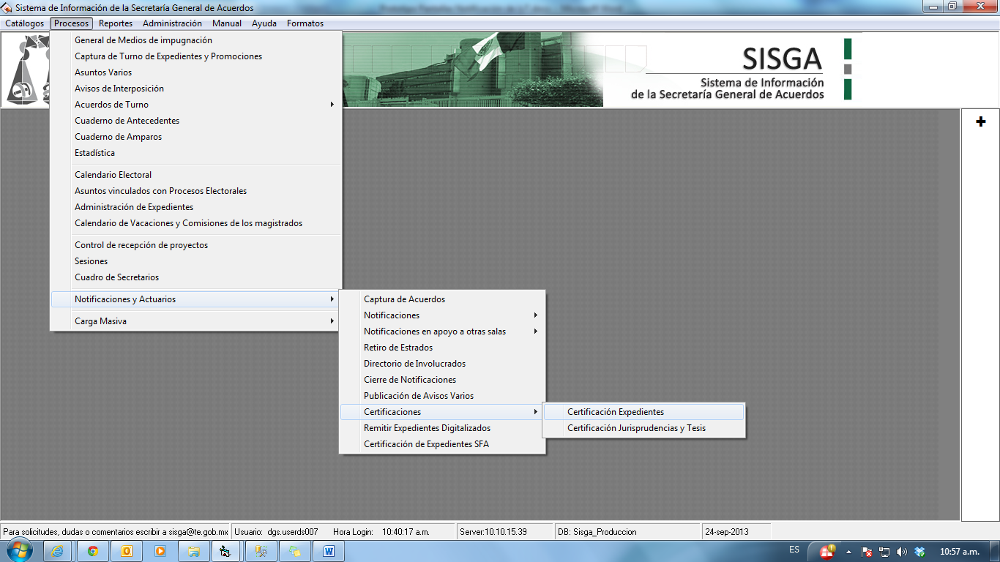 Sistema de Información de la Secretaría General de Acuerdos
Catálogos Procesos Reportes Administración Manual Ayuda Formatos
General de Medios de impugnación
Captura de Turno de Expedientes y Promociones
Asuntos Varios
Avisos de Interposición
Acuerdos de Turno
Cuaderno de Antecedentes
Cuaderno de Amparos
Estadística
Calendario Electoral
Asuntos vinculados con Procesos Electorales
Administración de Expedientes
Calendario de Vacaciones y Comisiones de los magistrados
Control de recepción de proyectos
Sesiones
Cuadro de Secretarios
Notificaciones y Actuarios
Carga Masiva
Captura de Acuerdos
Notificaciones
Notificaciones en apoyo a otras salas
Retiro de Estrados
Directorio de Involucrados
Cierre de Notificaciones
Publicación de Avisos Varios
Certificaciones
Remitir Expedientes Digitalizados
Certificación de Expedientes SFA
Certificación Expedientes
Certificación Jurisprudencias y Tesis
SISGA
Sistema de Información
de la Secretaría General de Acuerdos
Para solicitudes, dudas o comentarios escribir a sisga@te.gob.mx Usuario: dgs.userds007 Hora Login: 10:40:17 a.m. Server:10.10.15.39 DB: Sisga_Produccion 24-sep-2013
ES 10:57 a.m.